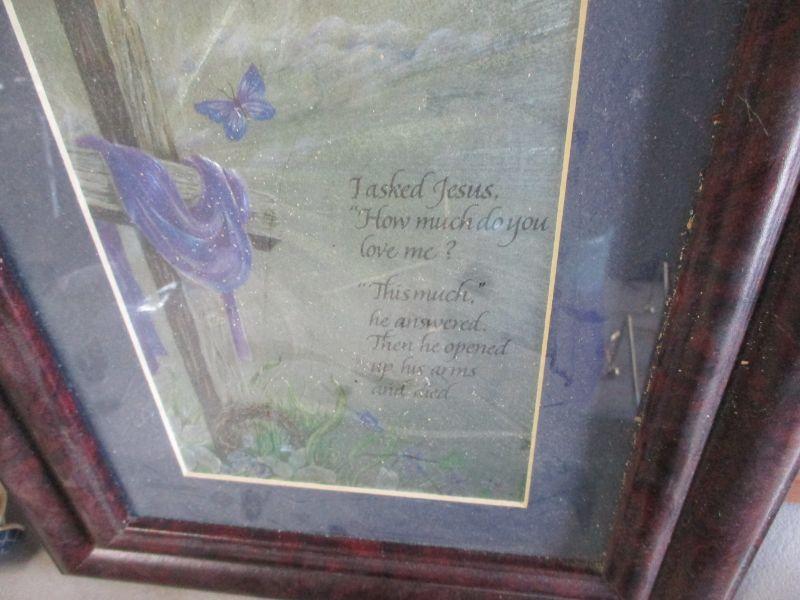 I asked Jesus,
"How much do you
love me?
"This much,"
he answered.
Then he opened
up his arms
and died